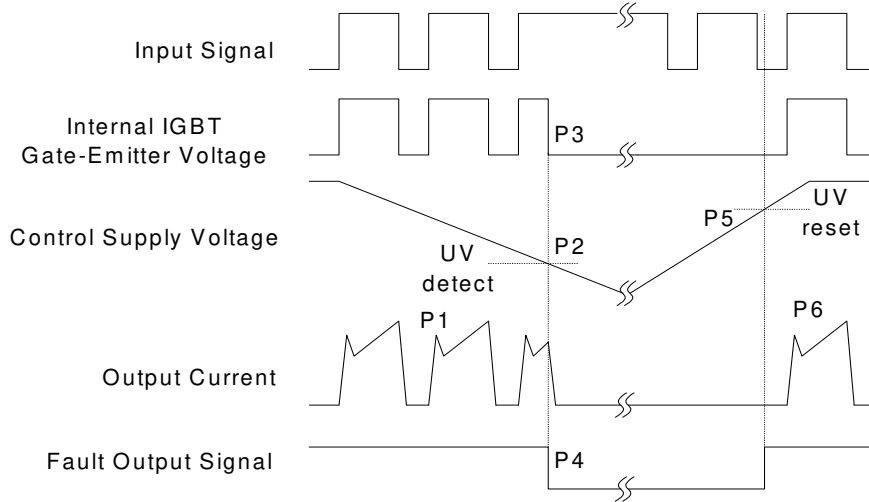 Input Signal
Internal IGBT
Gate-Emitter Voltage
P3
Control Supply Voltage
UV
detect
P2
P5
UV
reset
Output Current
P1
P6
Fault Output Signal
P4